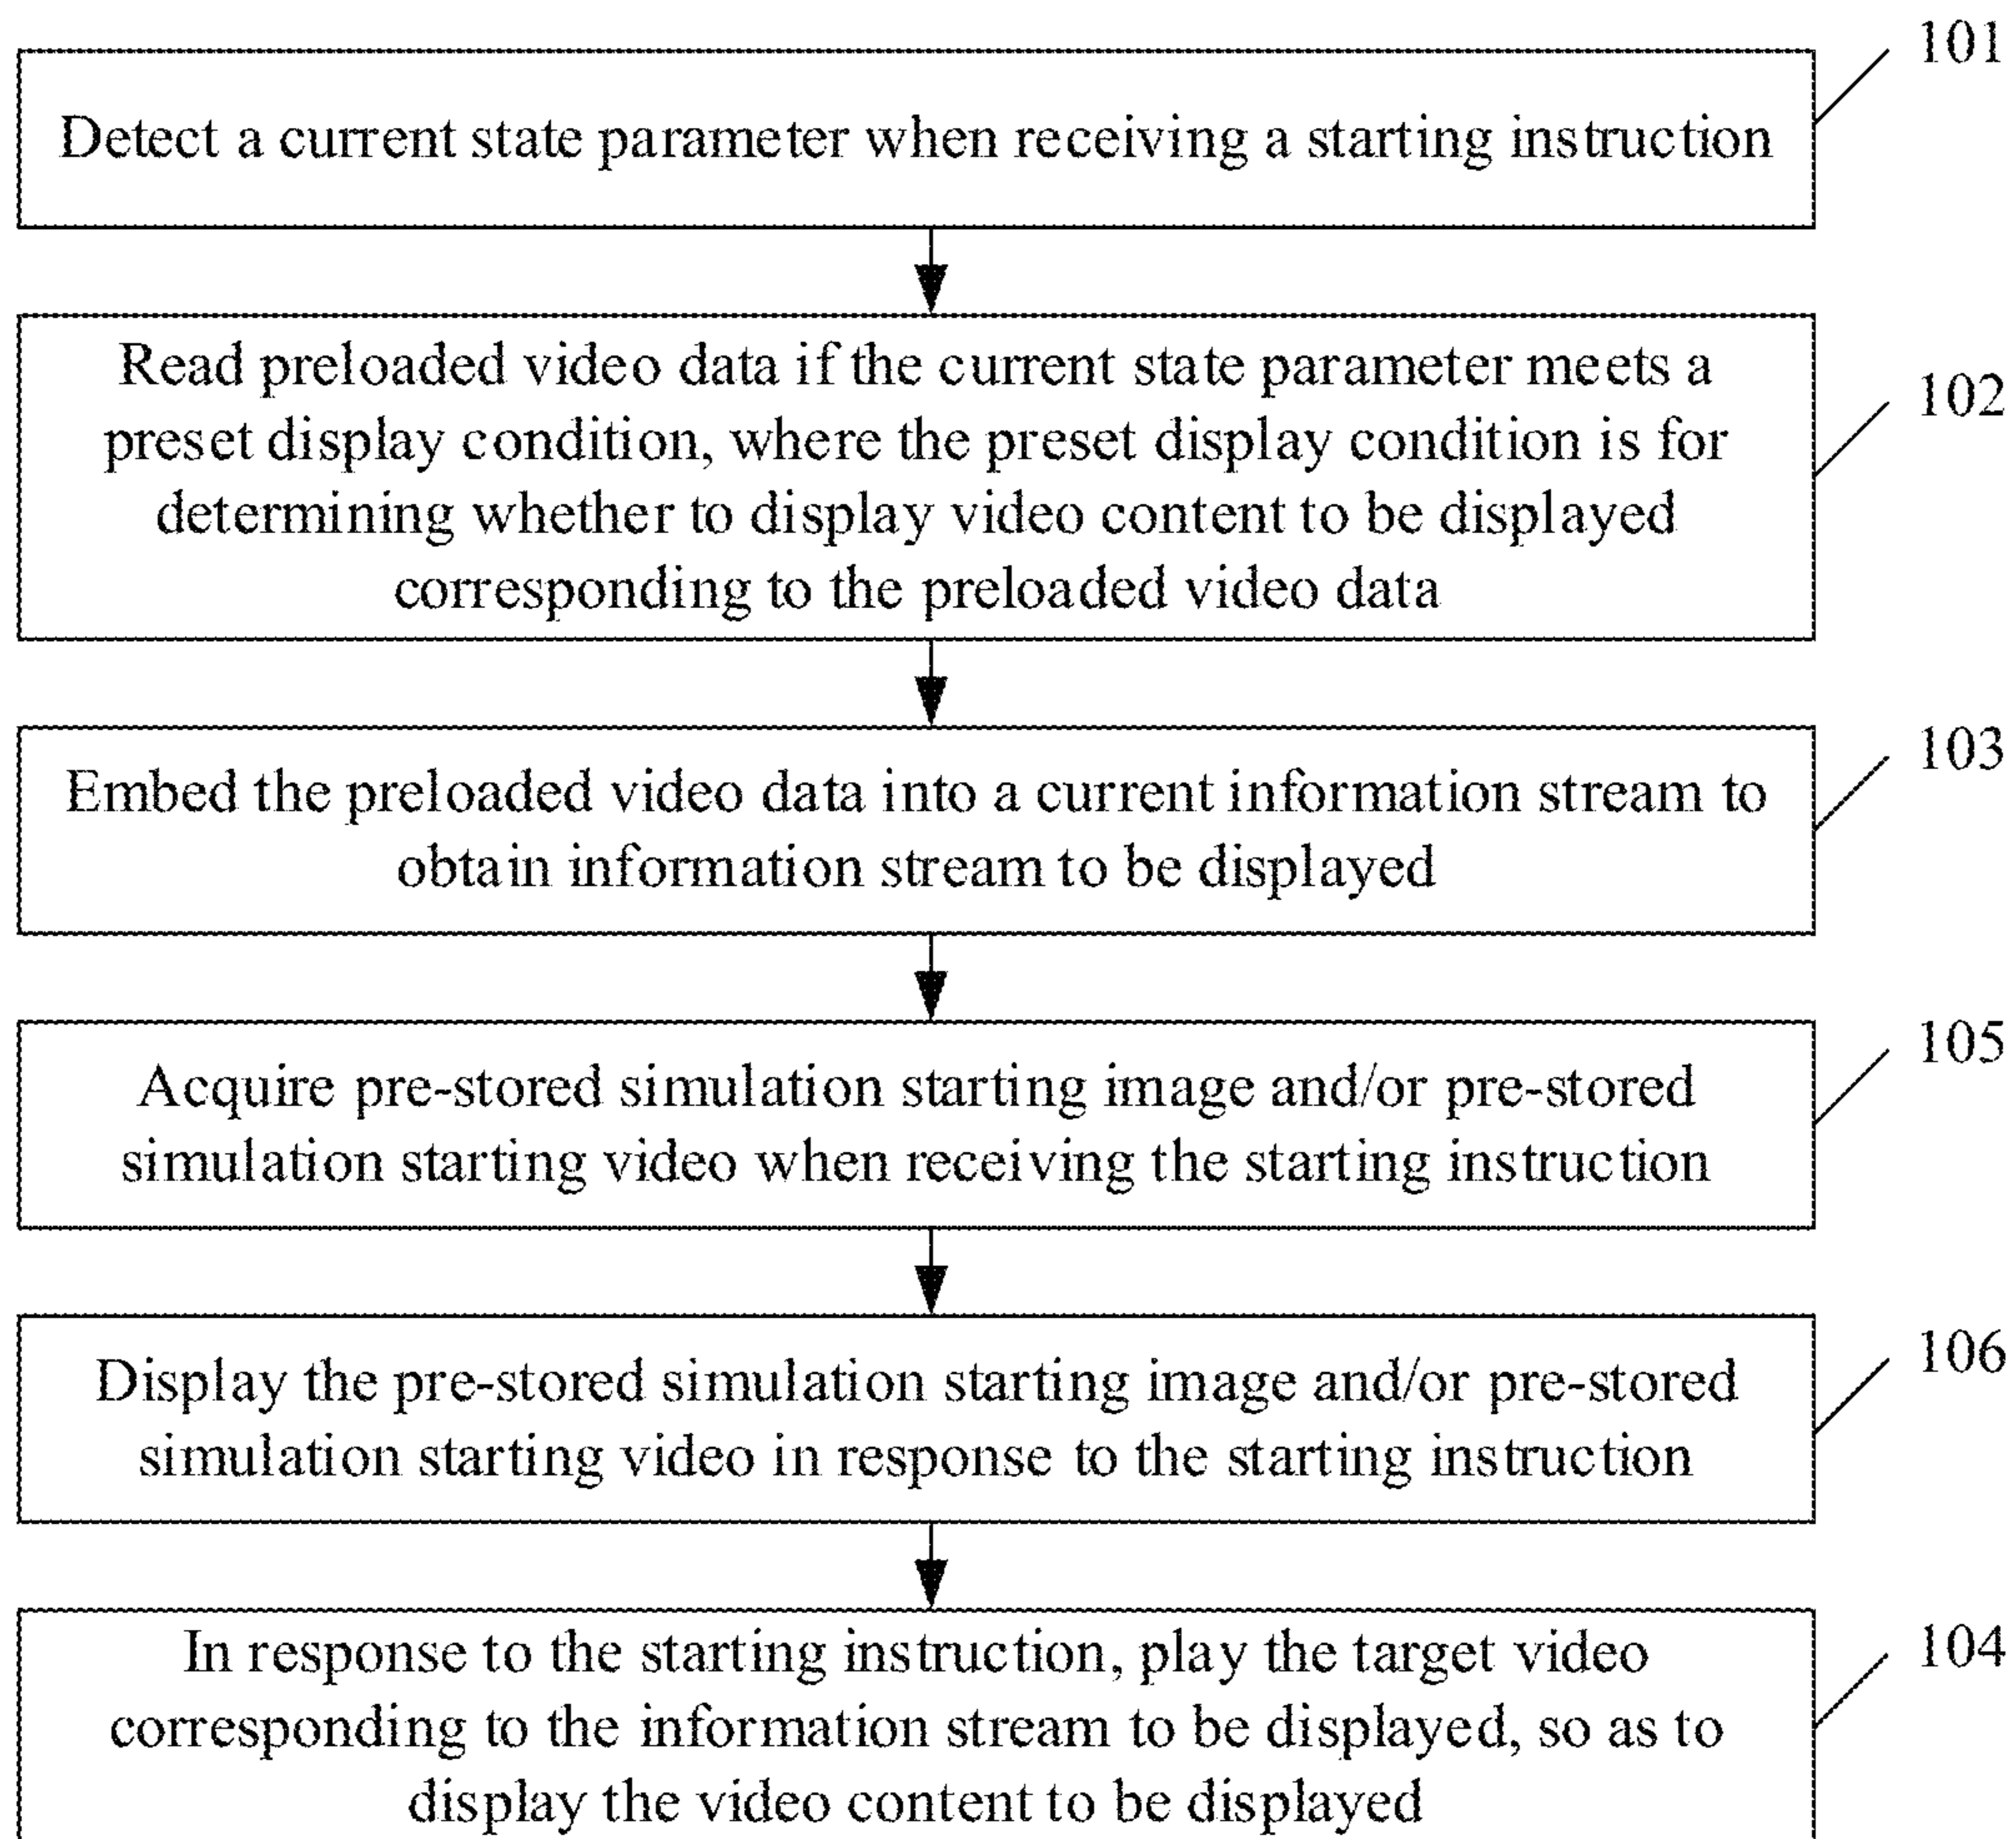 101
Detect a current state parameter when receiving a starting instruction
Read preloaded video data if the current state parameter meets a
preset display condition, where the preset display condition is for
determining whether to display video content to be displayed
corresponding to the preloaded video data
102
Embed the preloaded video data into a current information stream to
obtain information stream to be displayed
103
Acquire pre-stored simulation starting image and/or pre-stored
simulation starting video when receiving the starting instruction
105
Display the pre-stored simulation starting image and/or pre-stored
simulation starting video in response to the starting instruction
106
In response to the starting instruction, play the target video
corresponding to the information stream to be displayed, so as to
display the video content to be displayed
104